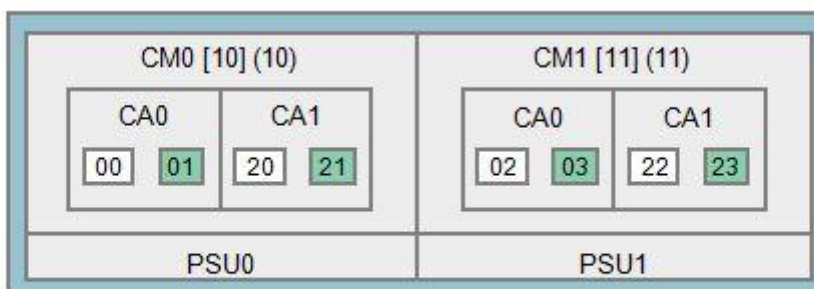 CM0 [10] (10) CM1 [11] (11)
CA0 CA1 CA0 CA1
00 01 20 21 02 03 22 23
PSU0 PSU1